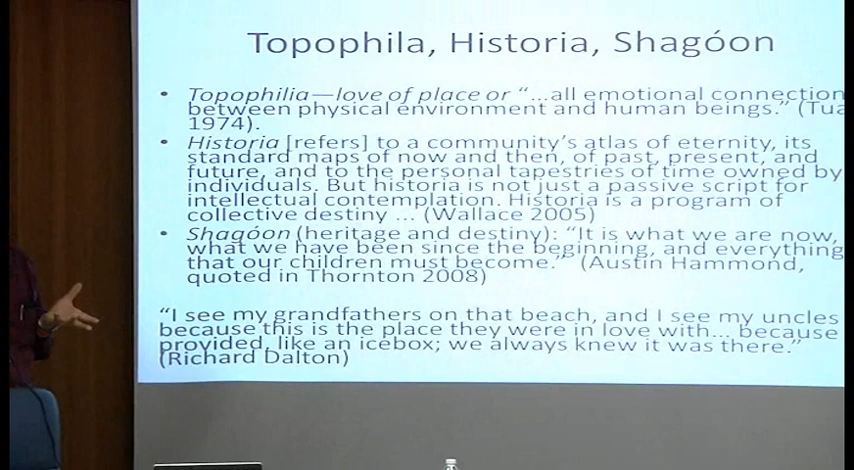 Topophila, Historia, Shagóon
• Topophilia—love of place or “...all emotional connection
between physical environment and human beings.” (Tua
1974).
• Historia [refers] to a community’s atlas of eternity, its
standard maps of now and then, of past, present, and
future, and to the personal tapestries of time owned by
individuals. But historia is not just a passive script for
intellectual contemplation. Historia is a program of
collective destiny ... (Wallace 2005)
• Shagóon (heritage and destiny): “It is what we are now,
what we have been since the beginning, and everything
that our children must become.” (Austin Hammond,
quoted in Thornton 2008)
“I see my grandfathers on that beach, and I see my uncles
because this is the place they were in love with... because
provided, like an icebox; we always knew it was there.”
(Richard Dalton)